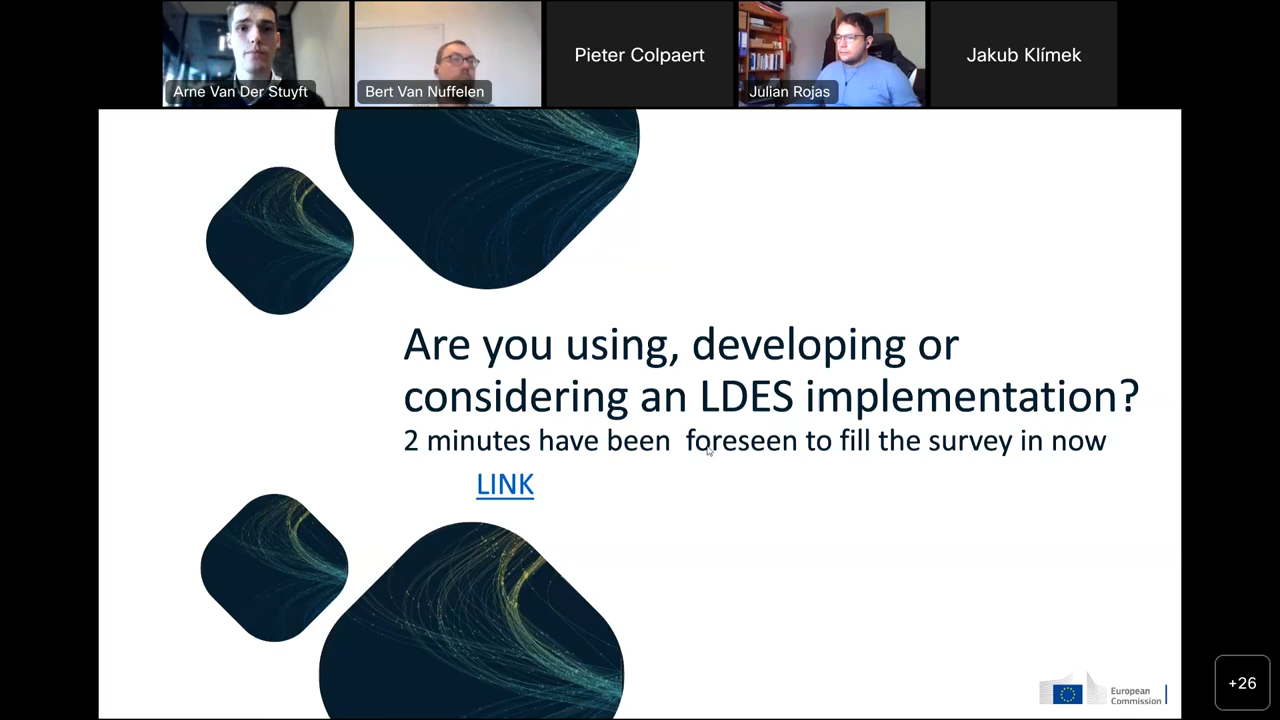 Arne Van Der Stuyft
Bert Van Nuffelen
Pieter Colpaert
Julian Rojas
Jakub Klímek
Are you using, developing or
considering an LDES implementation?
2 minutes have been foreseen to fill the survey in now
LINK
European
Commission
+26